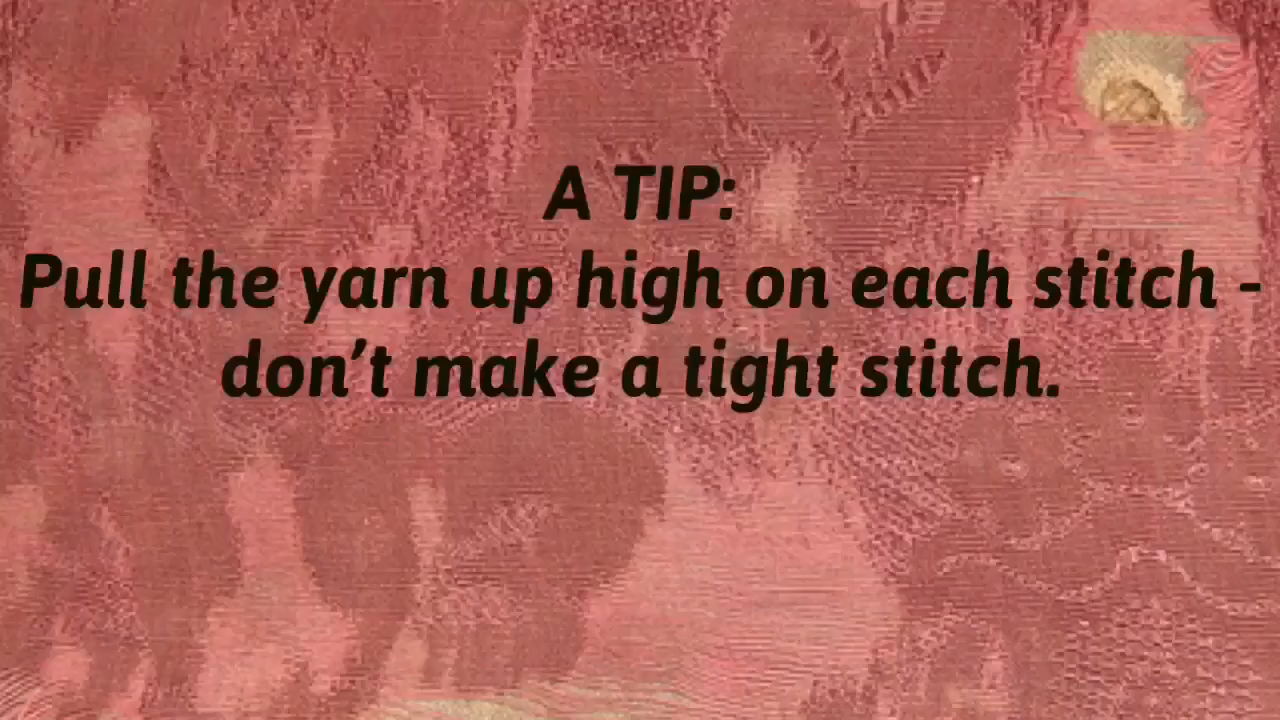 A TIP:
Pull the yarn up high on each stitch -
don’t make a tight stitch.